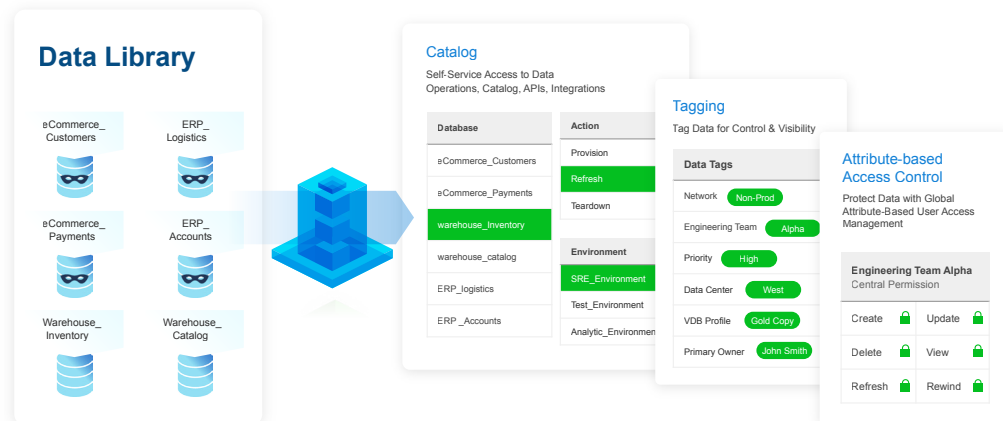 Data Library
eCommerce_
Customers
ERP_
Logistics
eCommerce_
Payments
ERP_
Accounts
Warehouse_
Inventory
Warehouse_
Catalog
Catalog
Self-Service Access to Data
Operations, Catalog, APIs, Integrations
Database
eCommerce_Customers
eCommerce_Payments
warehouse_Inventory
warehouse_catalog
ERP_logistics
ERP _Accounts
Action
Provision
Refresh
Teardown
Environment
SRE_Environment
Test_Environment
Analytic_Environmen
Tagging
Tag Data for Control & Visibility
Data Tags
Network Non-Prod
Engineering Team Alpha
Priority High
Data Center West
VDB Profile Gold Copy
Primary Owner John Smith
Attribute-based
Access Control
Protect Data with Global
Attribute-Based User Access
Management
Engineering Team Alpha
Central Permission
Create Update
Delete View
Refresh Rewind